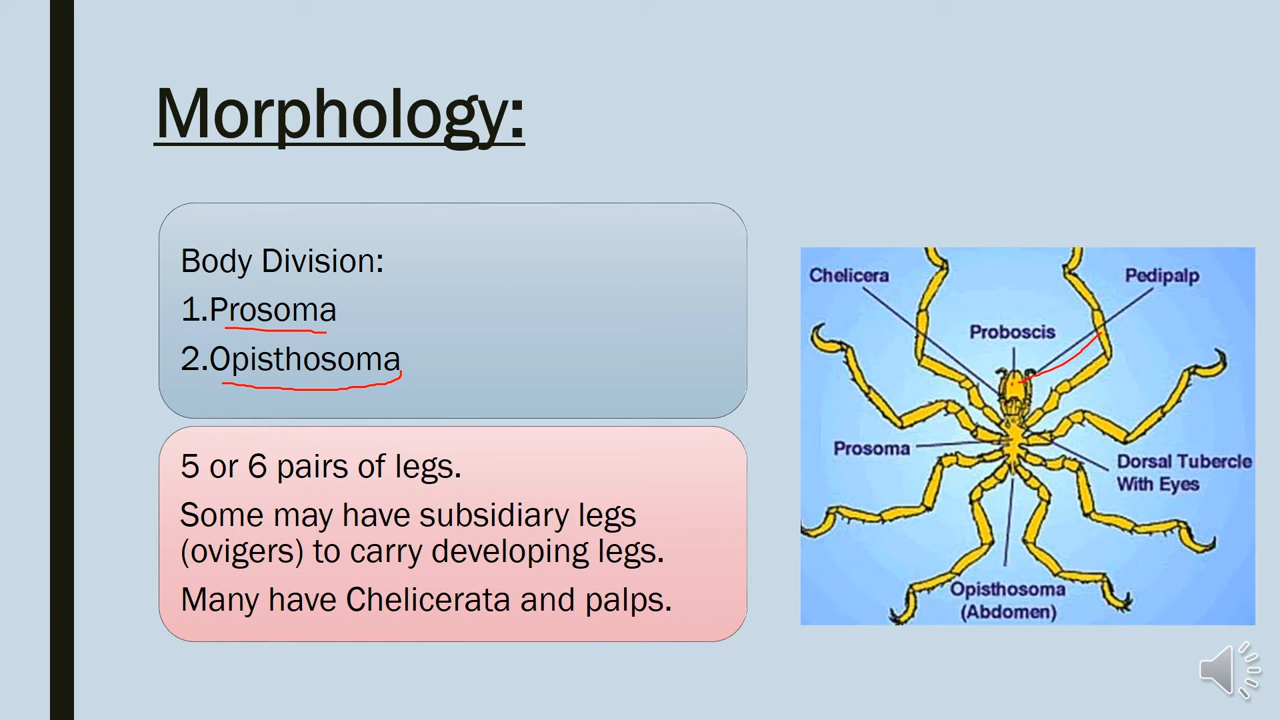 Morphology:
Body Division:
1.Prosoma
2.Opisthosoma
5 or 6 pairs of legs.
Some may have subsidiary legs
(ovigers) to carry developing legs.
Many have Chelicerata and palps.
Chelicera
Pedipalp
Proboscis
Prosoma
Dorsal Tubercle
With Eyes
Opisthosoma
(Abdomen)